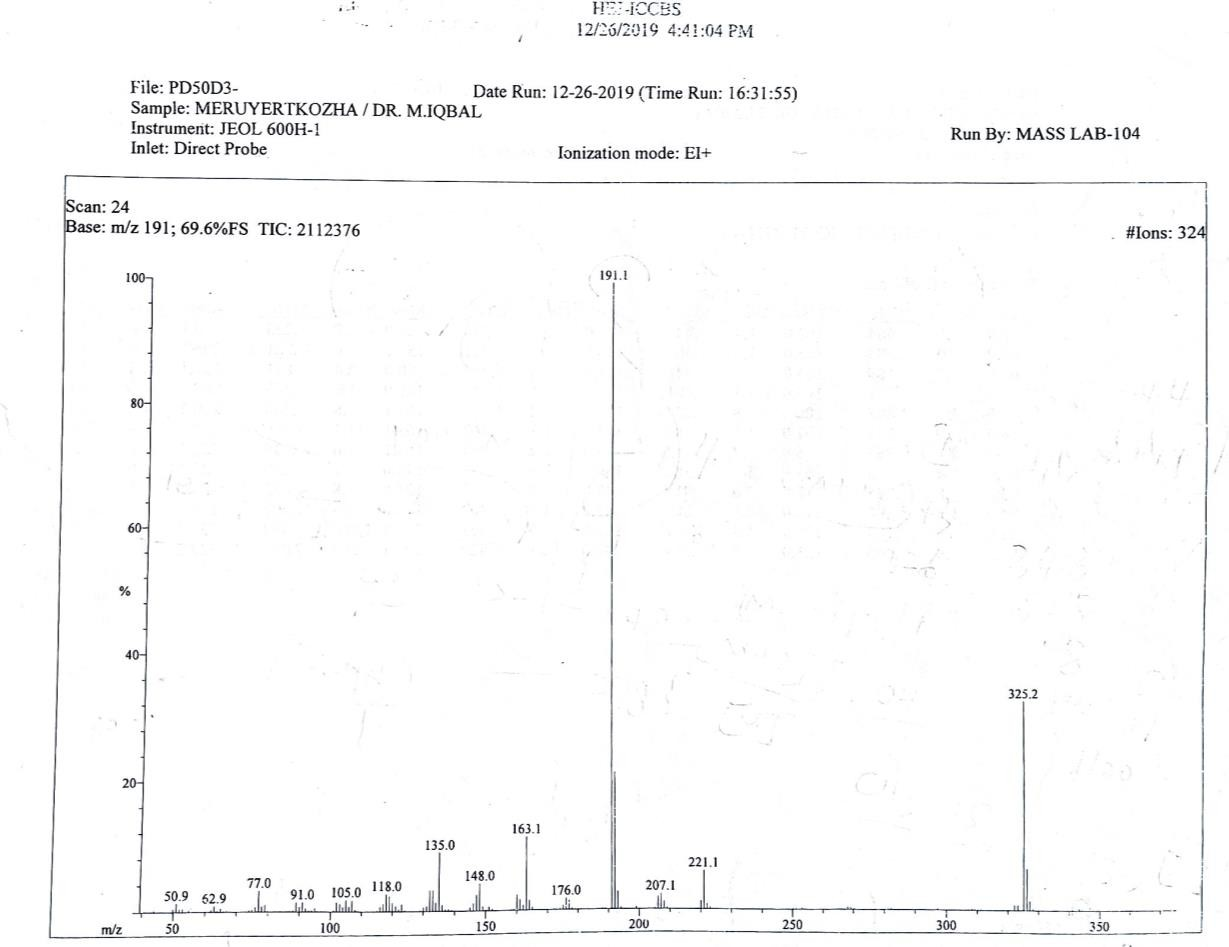 12/26/2019 4:41:04 PM
File: PD50D3-
Date Run: 12-26-2019 (Time Run: 16:31:55)
Sample: MERUYERTKOZHA / DR. M.IQBAL
Instrument: JEOL 600H-1
Run By: MASS LAB-104
Inlet: Direct Probe
Ionization mode: EI+
Scan: 24
Base: m/z 191; 69.6%FS TIC: 2112376
#Ions: 324
100
191.1
80
60
%
40
325.2
20
163.1
135.0
221.1
148.0
77.0
118.0
207.1
176.0
105.0
91.0
50.9
62.9
m/z
50
100
150
200
250
300
350